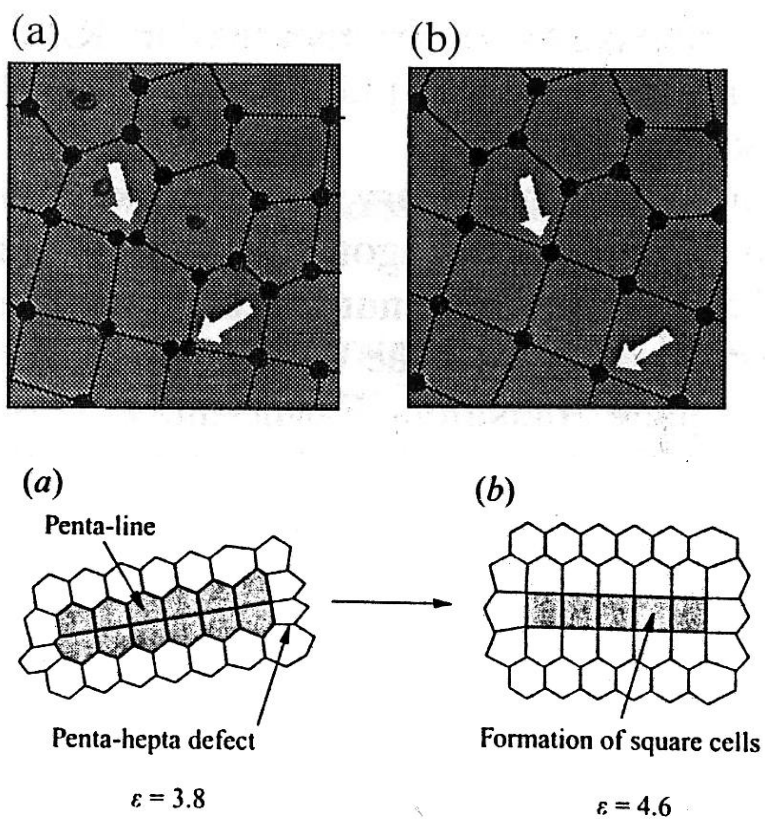 (a)
(b)
(a)
(b)
Penta-line
Penta-hepta defect
Formation of square cells
ε = 3.8
ε = 4.6